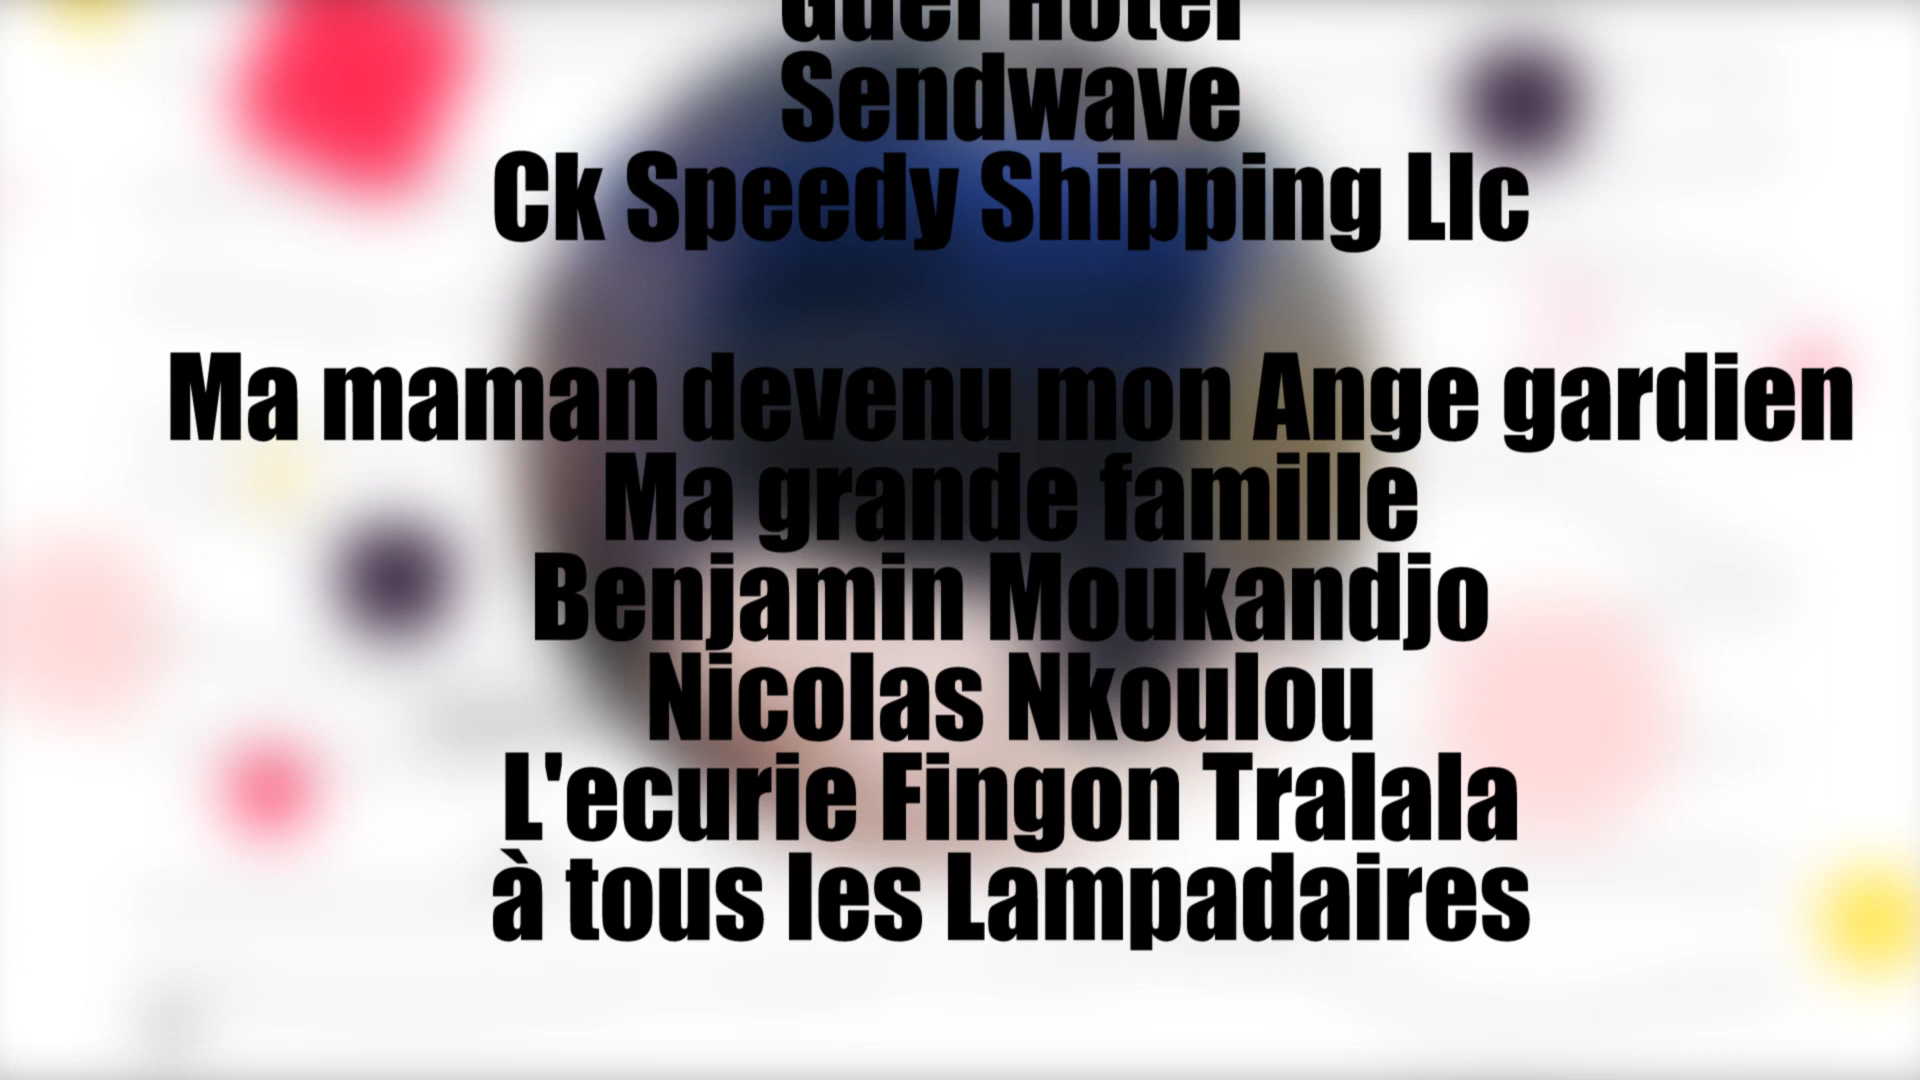 Hotel
Sendwave
Ck Speedy Shipping Llc
Ma maman devenu mon Ange gardien
Ma grande famille
Benjamin Moukandjo
Nicolas Nkoulou
L'ecurie Fingon Tralala
à tous les Lampadaires